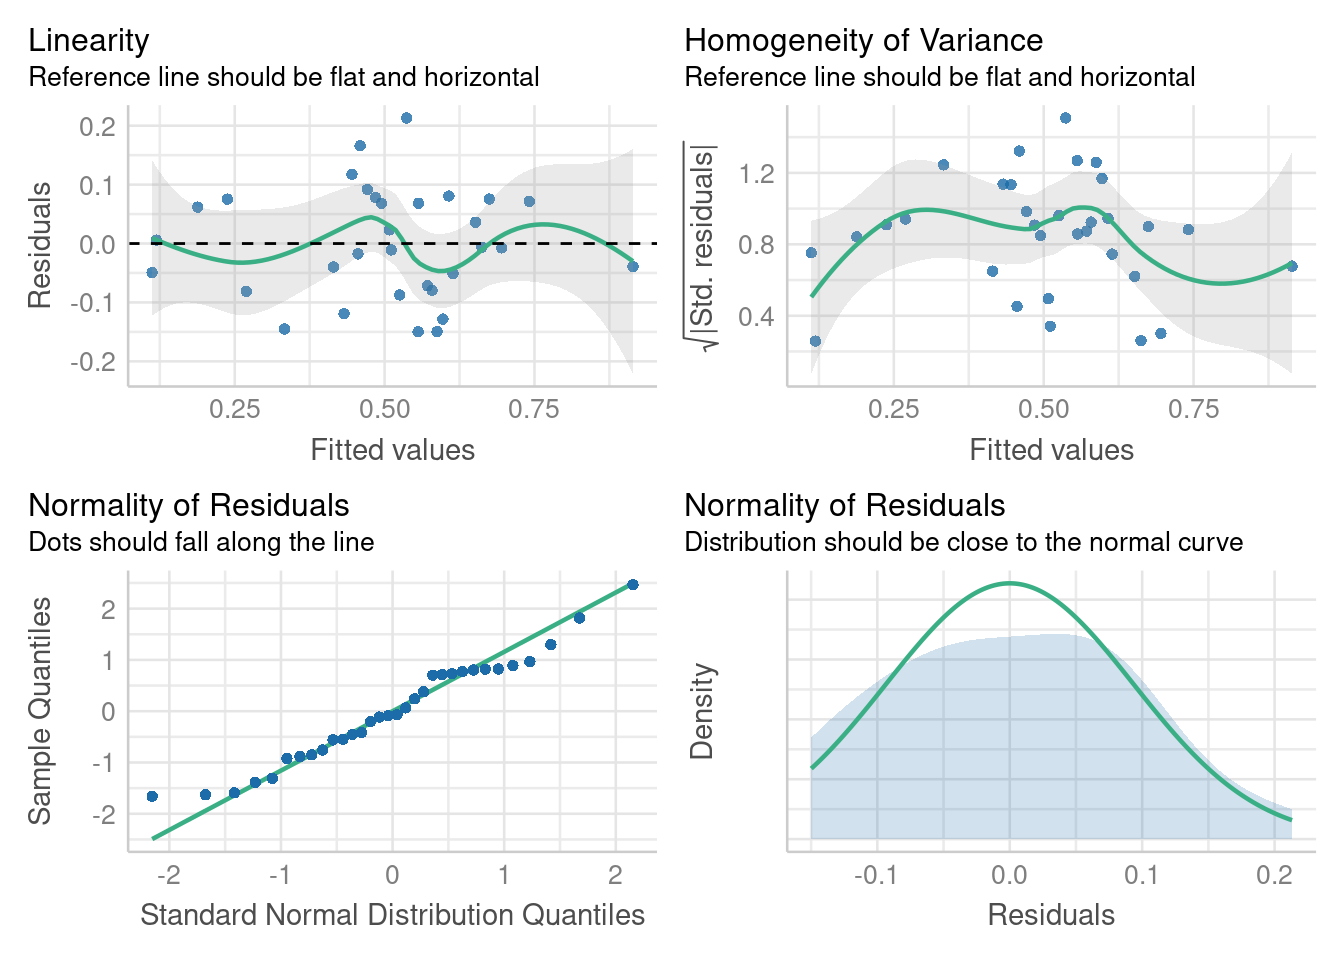 Linearity
Reference line should be flat and horizontal
Residuals
0.2
0.1
0.0
-0.1
-0.2
0.25 0.50 0.75
Fitted values
Homogeneity of Variance
Reference line should be flat and horizontal
√|Std. residuals|
1.2
0.8
0.4
0.25 0.50 0.75
Fitted values
Normality of Residuals
Dots should fall along the line
Sample Quantiles
2
1
0
-1
-2
-2 -1 0 1 2
Standard Normal Distribution Quantiles
Normality of Residuals
Distribution should be close to the normal curve
Density
-0.1 0.0 0.1 0.2
Residuals